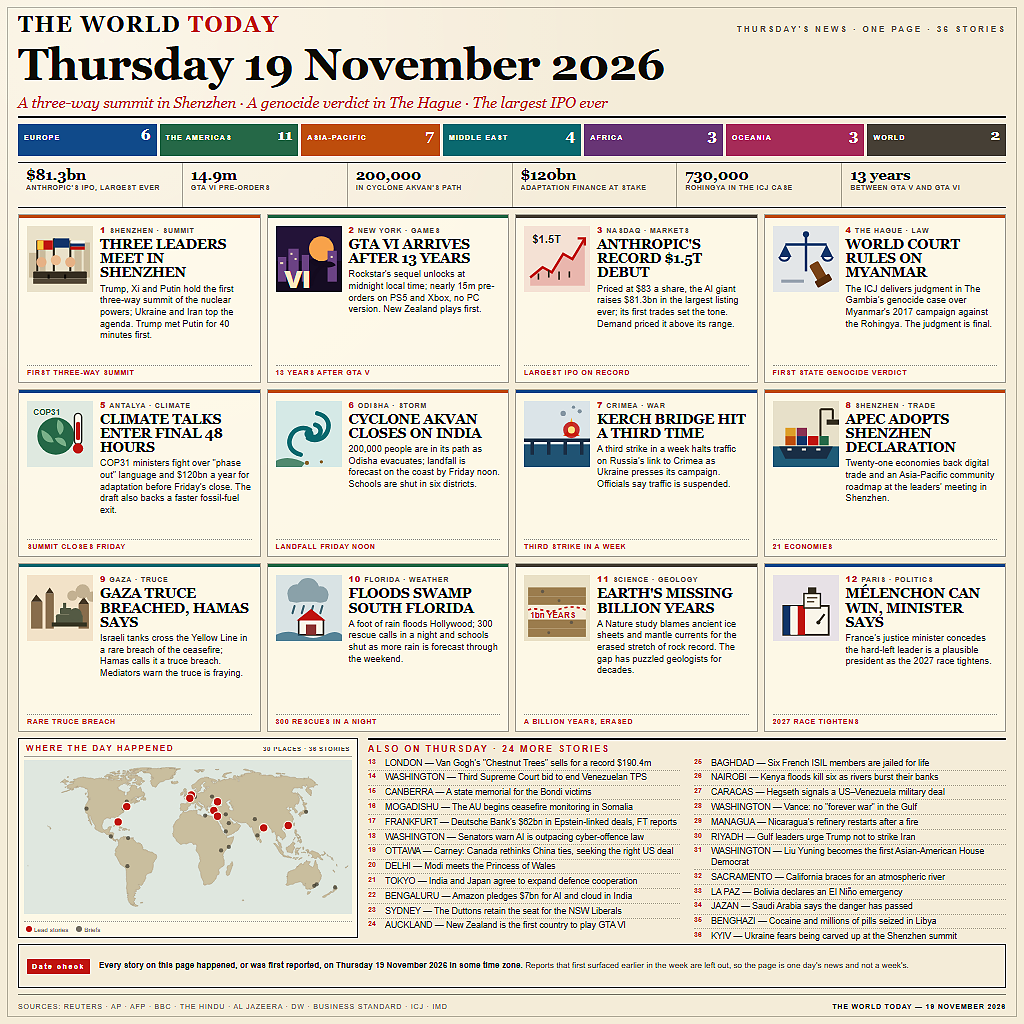 THE WORLD TODAY
THURSDAY'S NEWS · ONE PAGE · 36 STORIES
Thursday 19 November 2026
A three-way summit in Shenzhen · A genocide verdict in The Hague · The largest IPO ever
EUROPE 6
THE AMERICAS 11
ASIA-PACIFIC 7
MIDDLE EAST 4
AFRICA 3
OCEANIA 3
WORLD 2
$81.3bn
ANTHROPIC'S IPO, LARGEST EVER
14.9m
GTA VI PRE-ORDERS
200,000
IN CYCLONE AKVAN'S PATH
$120bn
ADAPTATION FINANCE AT STAKE
730,000
ROHINGYA IN THE ICJ CASE
13 years
BETWEEN GTA V AND GTA VI
1 SHENZHEN · SUMMIT
THREE LEADERS
MEET IN
SHENZHEN
Trump, Xi and Putin hold the first
three-way summit of the nuclear
powers; Ukraine and Iran top the
agenda. Trump met Putin for 40
minutes first.
FIRST THREE-WAY SUMMIT
VI
2 NEW YORK · GAMES
GTA VI ARRIVES
AFTER 13 YEARS
Rockstar's sequel unlocks at
midnight local time; nearly 15m pre-
orders on PS5 and Xbox, no PC
version. New Zealand plays first.
13 YEARS AFTER GTA V
$1.5T
3 NASDAQ · MARKETS
ANTHROPIC'S
RECORD $1.5T
DEBUT
Priced at $83 a share, the AI giant
raises $81.3bn in the largest listing
ever; its first trades set the tone.
Demand priced it above its range.
LARGEST IPO ON RECORD
4 THE HAGUE · LAW
WORLD COURT
RULES ON
MYANMAR
The ICJ delivers judgment in The
Gambia's genocide case over
Myanmar's 2017 campaign against
the Rohingya. The judgment is final.
FIRST STATE GENOCIDE VERDICT
COP31
5 ANTALYA · CLIMATE
CLIMATE TALKS
ENTER FINAL 48
HOURS
COP31 ministers fight over "phase
out" language and $120bn a year for
adaptation before Friday's close. The
draft also backs a faster fossil-fuel
exit.
SUMMIT CLOSES FRIDAY
6 ODISHA · STORM
CYCLONE AKVAN
CLOSES ON INDIA
200,000 people are in its path as
Odisha evacuates; landfall is
forecast on the coast by Friday noon.
Schools are shut in six districts.
LANDFALL FRIDAY NOON
7 CRIMEA · WAR
KERCH BRIDGE HIT
A THIRD TIME
A third strike in a week halts traffic
on Russia's link to Crimea as
Ukraine presses its campaign.
Officials say traffic is suspended.
THIRD STRIKE IN A WEEK
8 SHENZHEN · TRADE
APEC ADOPTS
SHENZHEN
DECLARATION
Twenty-one economies back digital
trade and an Asia-Pacific community
roadmap at the leaders' meeting in
Shenzhen.
21 ECONOMIES
9 GAZA · TRUCE
GAZA TRUCE
BREACHED, HAMAS
SAYS
Israeli tanks cross the Yellow Line in
a rare breach of the ceasefire;
Hamas calls it a truce breach.
Mediators warn the truce is fraying.
RARE TRUCE BREACH
10 FLORIDA · WEATHER
FLOODS SWAMP
SOUTH FLORIDA
A foot of rain floods Hollywood; 300
rescue calls in a night and schools
shut as more rain is forecast through
the weekend.
300 RESCUES IN A NIGHT
1bn YEARS
11 SCIENCE · GEOLOGY
EARTH'S MISSING
BILLION YEARS
A Nature study blames ancient ice
sheets and mantle currents for the
erased stretch of rock record. The
gap has puzzled geologists for
decades.
A BILLION YEARS, ERASED
12 PARIS · POLITICS
MÉLENCHON CAN
WIN, MINISTER
SAYS
France's justice minister concedes
the hard-left leader is a plausible
president as the 2027 race tightens.
2027 RACE TIGHTENS
WHERE THE DAY HAPPENED
30 PLACES · 36 STORIES
Lead stories
Briefs
ALSO ON THURSDAY · 24 MORE STORIES
13 LONDON — Van Gogh's "Chestnut Trees" sells for a record $190.4m
14 WASHINGTON — Third Supreme Court bid to end Venezuelan TPS
15 CANBERRA — A state memorial for the Bondi victims
16 MOGADISHU — The AU begins ceasefire monitoring in Somalia
17 FRANKFURT — Deutsche Bank's $62bn in Epstein-linked deals, FT reports
18 WASHINGTON — Senators warn AI is outpacing cyber-offence law
19 OTTAWA — Carney: Canada rethinks China ties, seeking the right US deal
20 DELHI — Modi meets the Princess of Wales
21 TOKYO — India and Japan agree to expand defence cooperation
22 BENGALURU — Amazon pledges $7bn for AI and cloud in India
23 SYDNEY — The Duttons retain the seat for the NSW Liberals
24 AUCKLAND — New Zealand is the first country to play GTA VI
25 BAGHDAD — Six French ISIL members are jailed for life
26 NAIROBI — Kenya floods kill six as rivers burst their banks
27 CARACAS — Hegseth signals a US–Venezuela military deal
28 WASHINGTON — Vance: no "forever war" in the Gulf
29 MANAGUA — Nicaragua's refinery restarts after a fire
30 RIYADH — Gulf leaders urge Trump not to strike Iran
31 WASHINGTON — Liu Yuning becomes the first Asian-American House
Democrat
32 SACRAMENTO — California braces for an atmospheric river
33 LA PAZ — Bolivia declares an El Niño emergency
34 JAZAN — Saudi Arabia says the danger has passed
35 BENGHAZI — Cocaine and millions of pills seized in Libya
36 KYIV — Ukraine fears being carved up at the Shenzhen summit
Date check
Every story on this page happened, or was first reported, on Thursday 19 November 2026 in some time zone. Reports that first surfaced earlier in the week are left out, so the page is one day's news and not a week's.
SOURCES: REUTERS · AP · AFP · BBC · THE HINDU · AL JAZEERA · DW · BUSINESS STANDARD · ICJ · IMD
THE WORLD TODAY — 19 NOVEMBER 2026